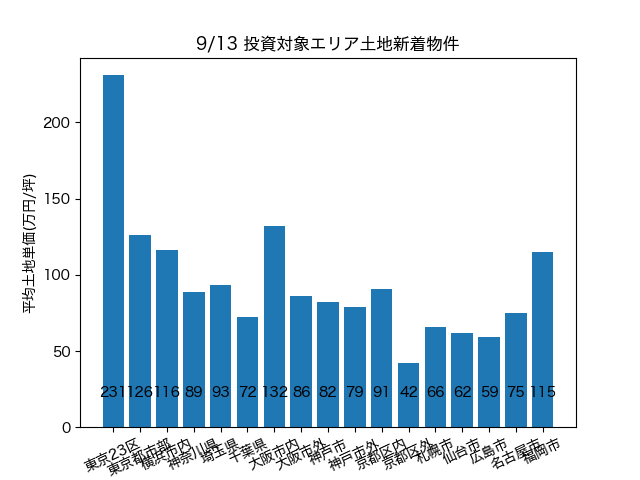 9/13 投資対象エリア土地新着物件
平均土地単価(万円/坪)
200
150
100
50
0
231 126 116 89 93 72 132 86 82 79 91 42 66 62 59 75 115
東京23区
東京都市部
横浜市内
神奈川県
埼玉県
千葉県
大阪市内
大阪市外
神戸市
神戸市外
京都区内
京都区外
札幌市
仙台市
広島市
名古屋市
福岡市